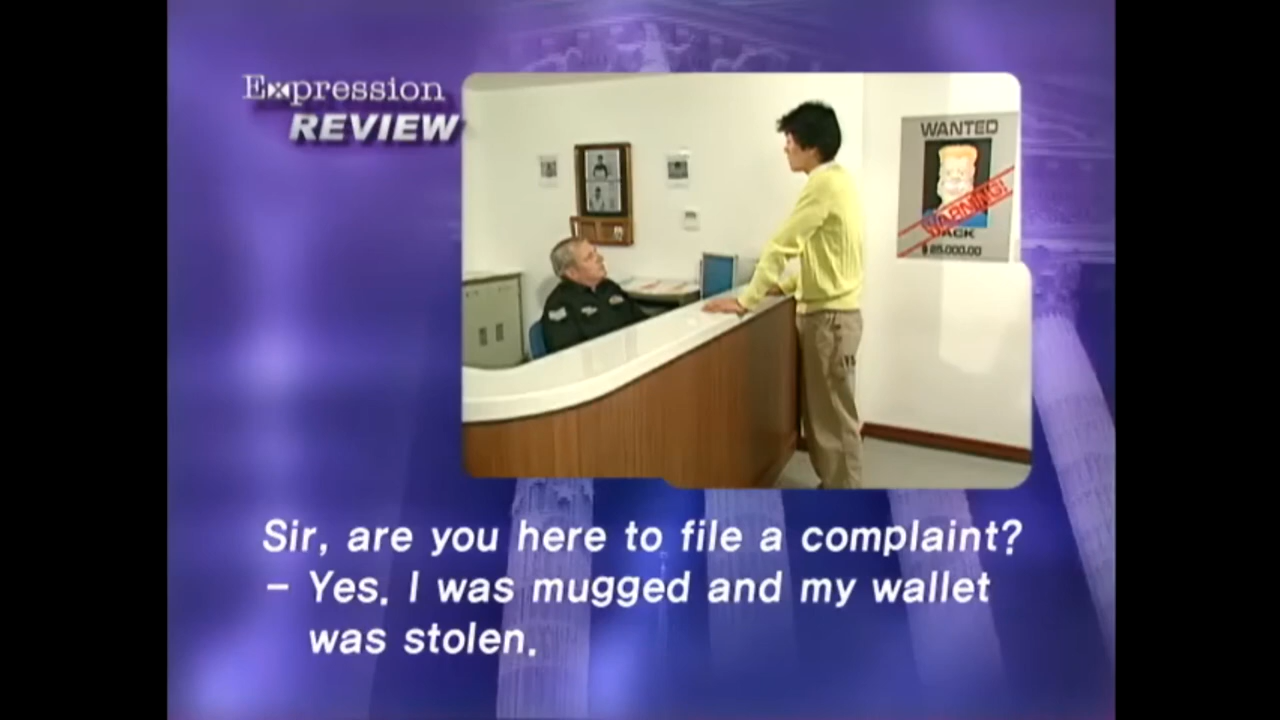 Expression
REVIEW
WANTED
WARNING!
JACK
$25,000.00
Sir, are you here to file a complaint?
- Yes. I was mugged and my wallet
was stolen.